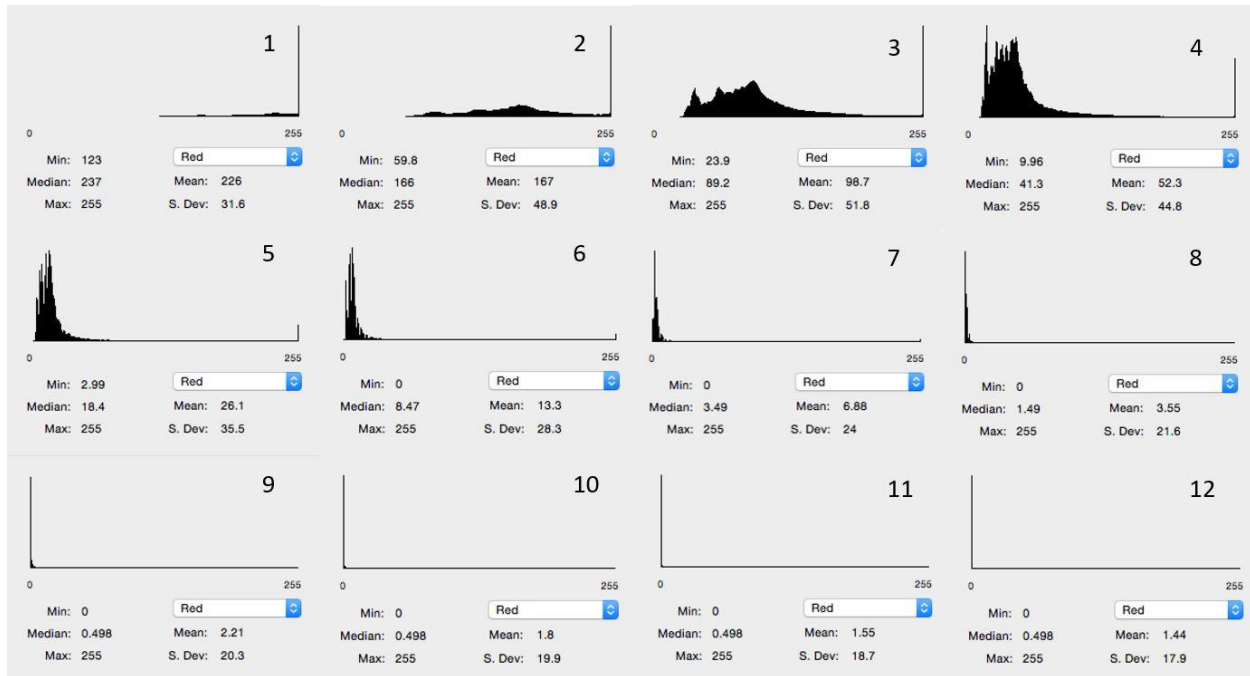 1
0 255
Min: 123 Red
Median: 237 Mean: 226
Max: 255 S. Dev: 31.6
2
0 255
Min: 59.8 Red
Median: 166 Mean: 167
Max: 255 S. Dev: 48.9
3
0 255
Min: 23.9 Red
Median: 89.2 Mean: 98.7
Max: 255 S. Dev: 51.8
4
0 255
Min: 9.96 Red
Median: 41.3 Mean: 52.3
Max: 255 S. Dev: 44.8
5
0 255
Min: 2.99 Red
Median: 18.4 Mean: 26.1
Max: 255 S. Dev: 35.5
6
0 255
Min: 0 Red
Median: 8.47 Mean: 13.3
Max: 255 S. Dev: 28.3
7
0 255
Min: 0 Red
Median: 3.49 Mean: 6.88
Max: 255 S. Dev: 24
8
0 255
Min: 0 Red
Median: 1.49 Mean: 3.55
Max: 255 S. Dev: 21.6
9
0 255
Min: 0 Red
Median: 0.498 Mean: 2.21
Max: 255 S. Dev: 20.3
10
0 255
Min: 0 Red
Median: 0.498 Mean: 1.8
Max: 255 S. Dev: 19.9
11
0 255
Min: 0 Red
Median: 0.498 Mean: 1.55
Max: 255 S. Dev: 18.7
12
0 255
Min: 0 Red
Median: 0.498 Mean: 1.44
Max: 255 S. Dev: 17.9